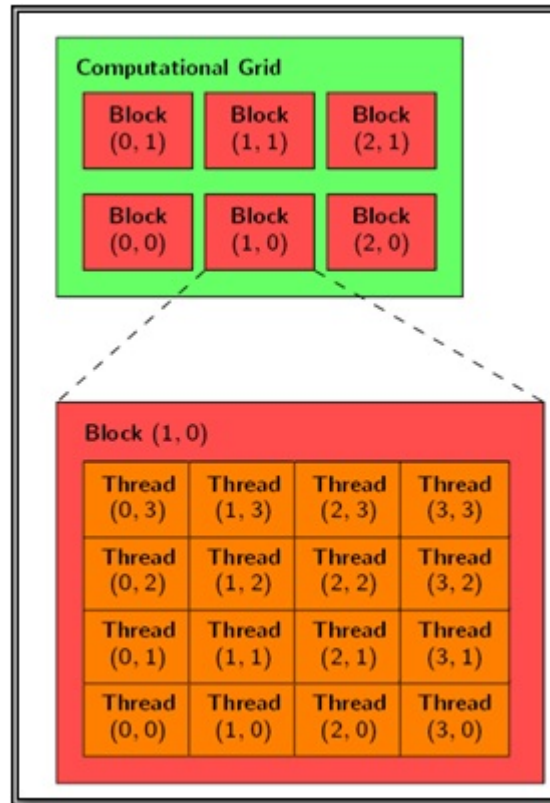 Computational Grid
Block Block Block
(0, 1) (1, 1) (2, 1)
Block Block Block
(0, 0) (1, 0) (2, 0)
Block (1, 0)
Thread Thread Thread Thread
(0, 3) (1, 3) (2, 3) (3, 3)
Thread Thread Thread Thread
(0, 2) (1, 2) (2, 2) (3, 2)
Thread Thread Thread Thread
(0, 1) (1, 1) (2, 1) (3, 1)
Thread Thread Thread Thread
(0, 0) (1, 0) (2, 0) (3, 0)